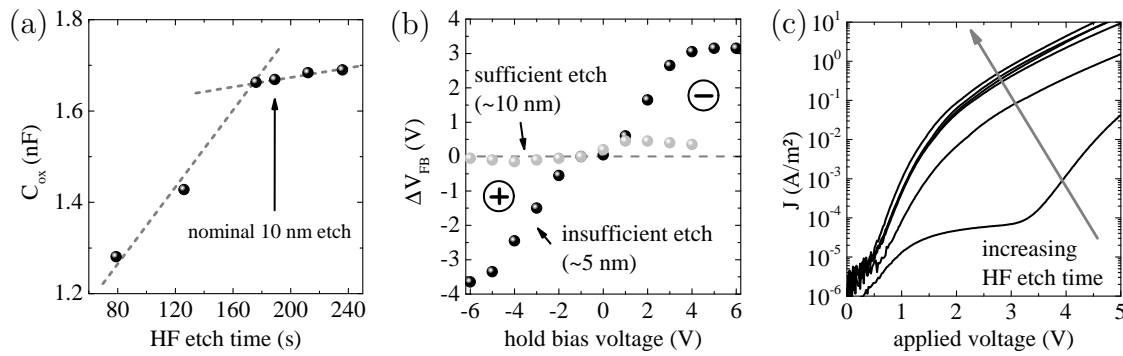 (a)
1.8
1.6
1.4
1.2
C_ox (nF)
80
120
160
200
240
HF etch time (s)
nominal 10 nm etch
(b)
4
3
2
1
0
-1
-2
-3
-4
ΔV_FB (V)
-6
-4
-2
0
2
4
6
hold bias voltage (V)
sufficient etch
(~10 nm)
−
+
insufficient etch
(~5 nm)
(c)
10^1
10^0
10^-1
10^-2
10^-3
10^-4
10^-5
10^-6
J (A/m²)
0
1
2
3
4
5
applied voltage (V)
increasing
HF etch time